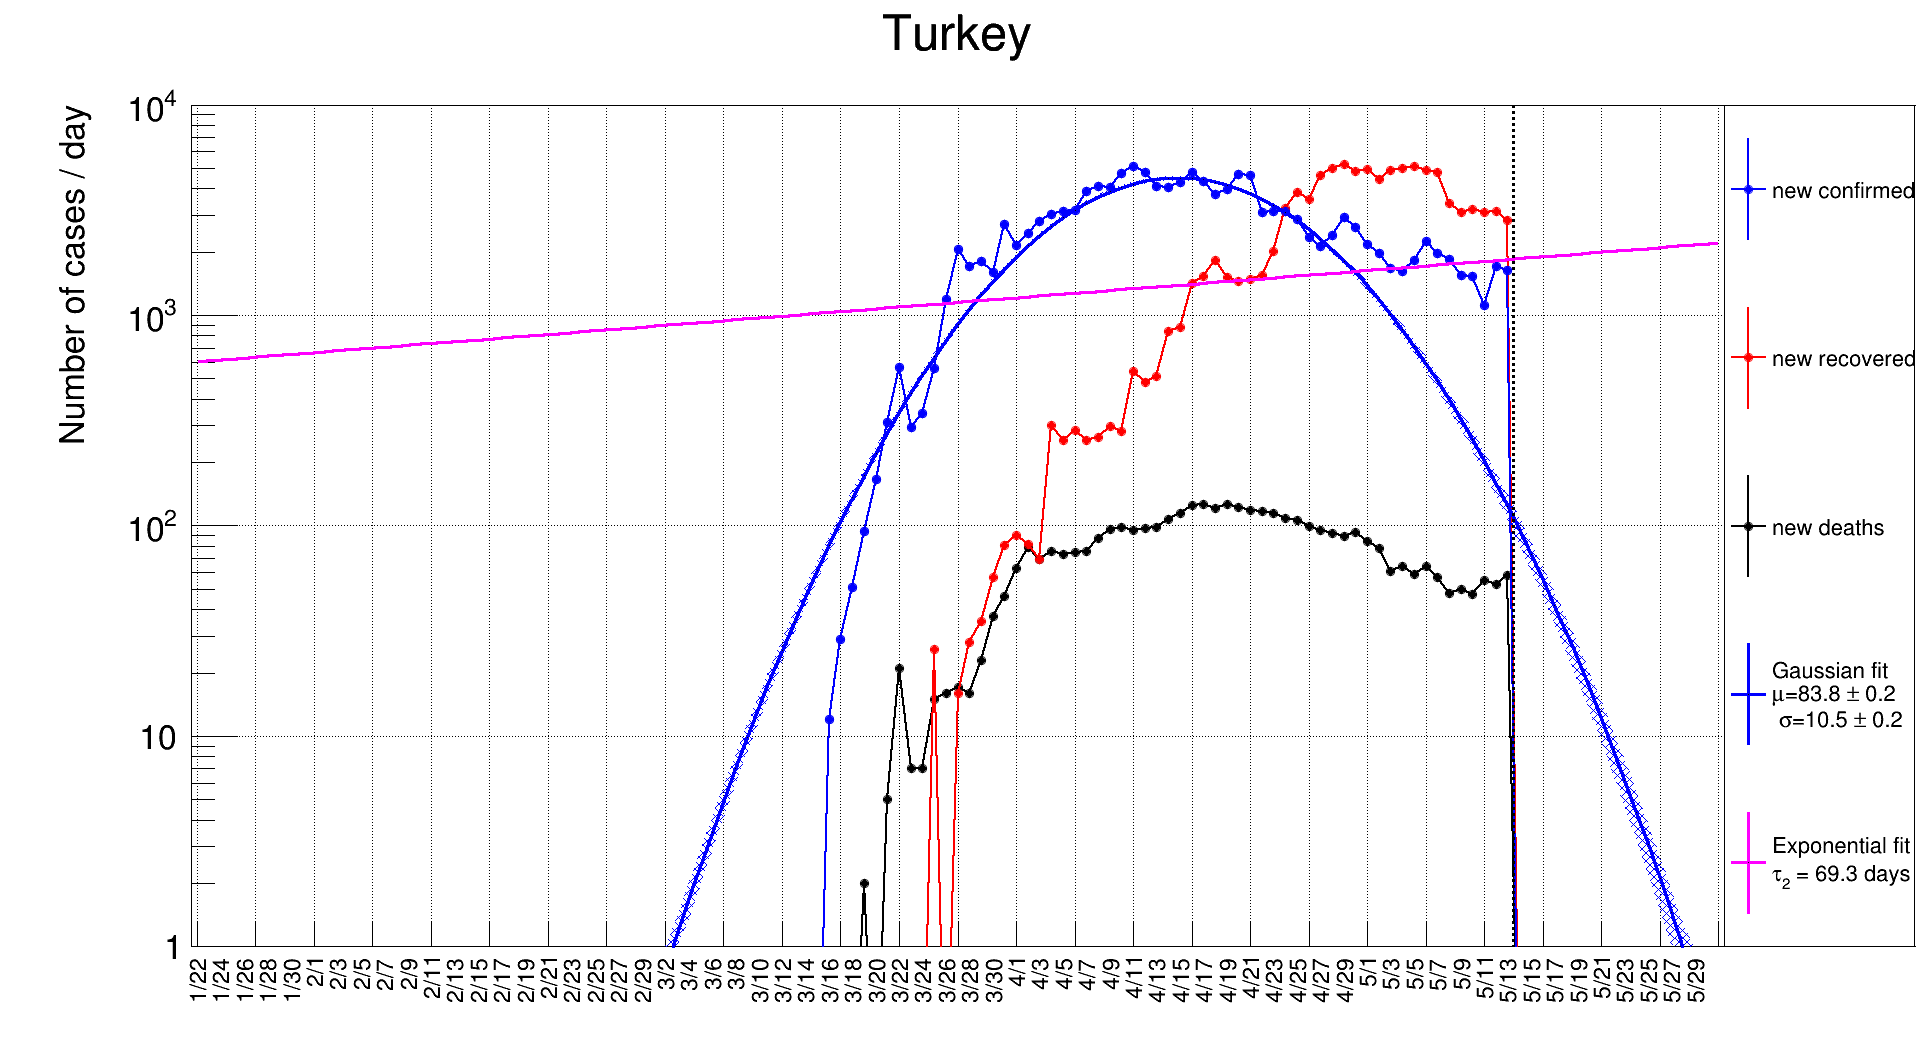 Turkey
Number of cases / day
10^4
10^3
10^2
10
1
1/22 1/24 1/26 1/28 1/30 2/1 2/3 2/5 2/7 2/9 2/11 2/13 2/15 2/17 2/19 2/21 2/23 2/25 2/27 2/29 3/2 3/4 3/6 3/8 3/10 3/12 3/14 3/16 3/18 3/20 3/22 3/24 3/26 3/28 3/30 4/1 4/3 4/5 4/7 4/9 4/11 4/13 4/15 4/17 4/19 4/21 4/23 4/25 4/27 4/29 5/1 5/3 5/5 5/7 5/9 5/11 5/13 5/15 5/17 5/19 5/21 5/23 5/25 5/27 5/29
new confirmed
new recovered
new deaths
Gaussian fit
μ=83.8 ± 0.2
σ=10.5 ± 0.2
Exponential fit
τ₂ = 69.3 days